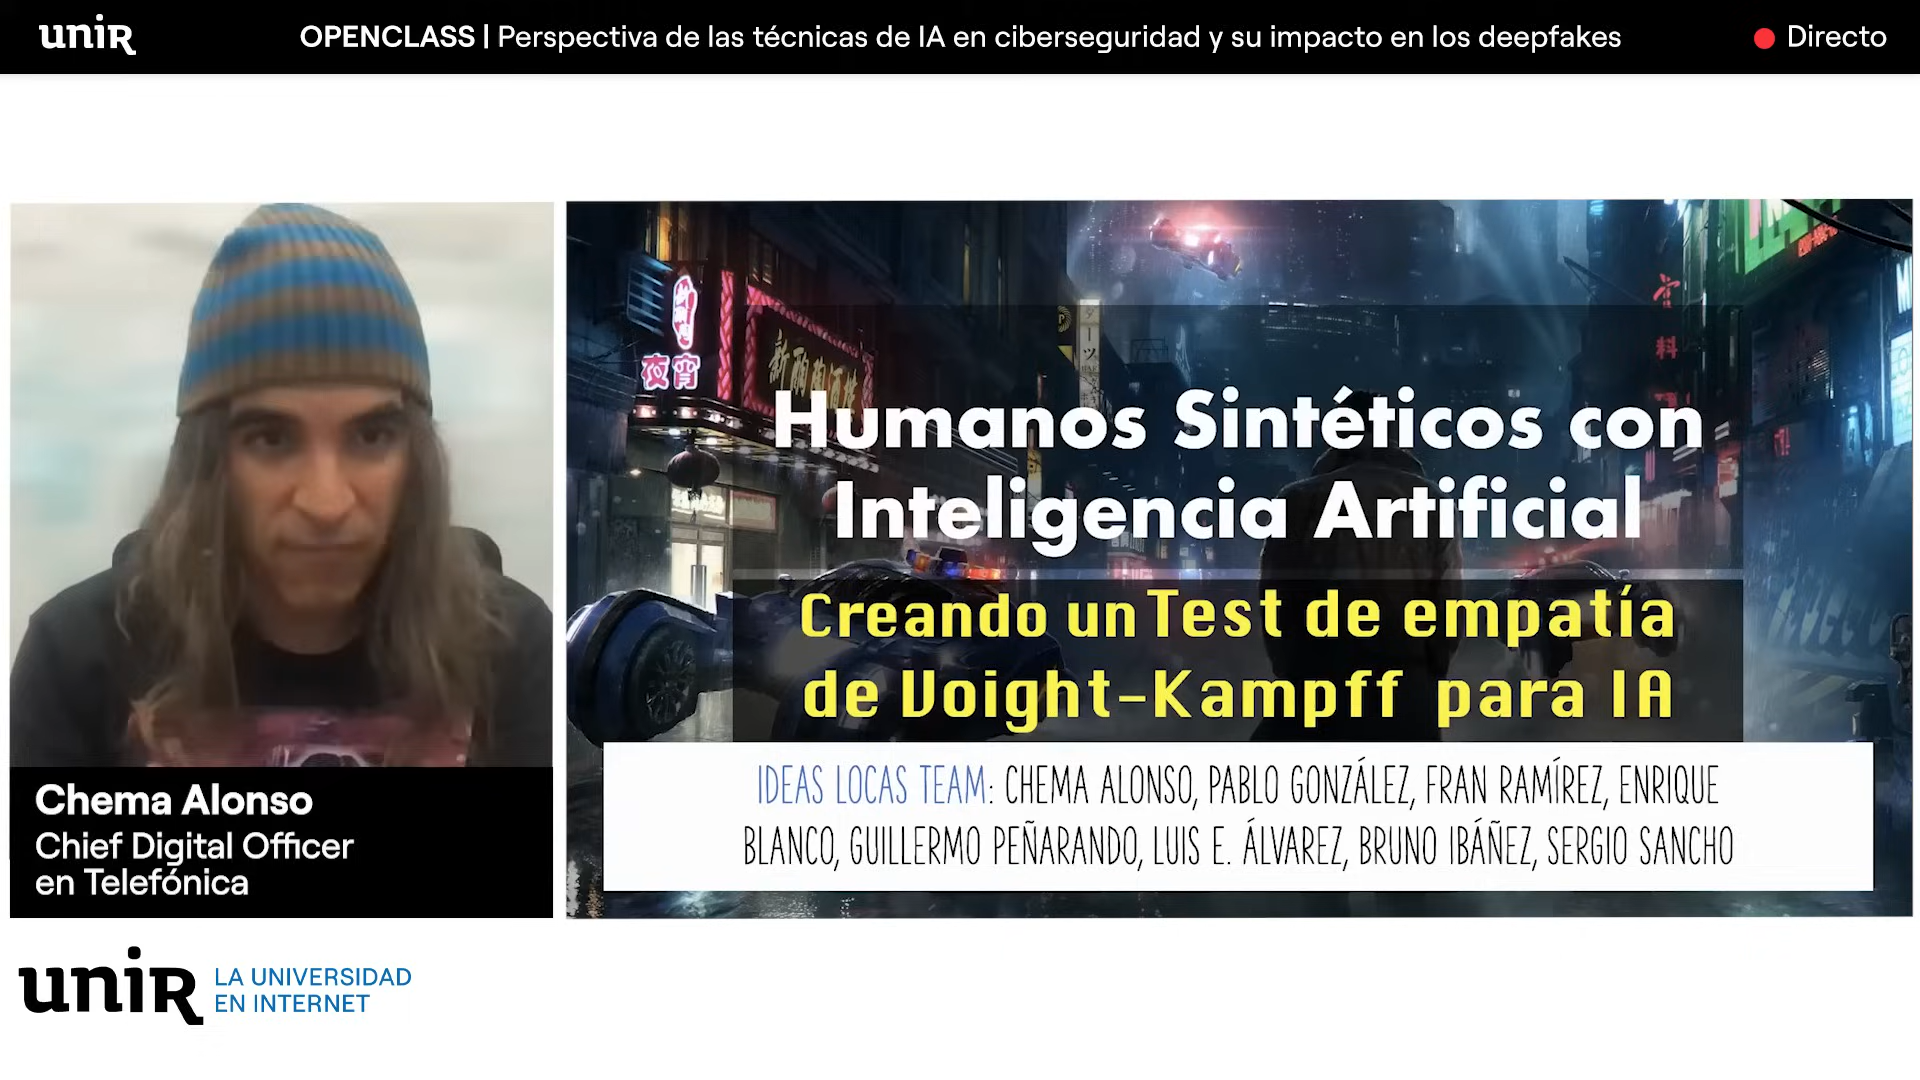 unir
OPENCLASS | Perspectiva de las técnicas de IA en ciberseguridad y su impacto en los deepfakes
Directo
夜宵
料
Humanos Sintéticos con
Inteligencia Artificial
Creando un Test de empatía
de Voight-Kampff para IA
IDEAS LOCAS TEAM: CHEMA ALONSO, PABLO GONZÁLEZ, FRAN RAMÍREZ, ENRIQUE
BLANCO, GUILLERMO PEÑARANDO, LUIS E. ÁLVAREZ, BRUNO IBÁÑEZ, SERGIO SANCHO
Chema Alonso
Chief Digital Officer
en Telefónica
unir
LA UNIVERSIDAD
EN INTERNET